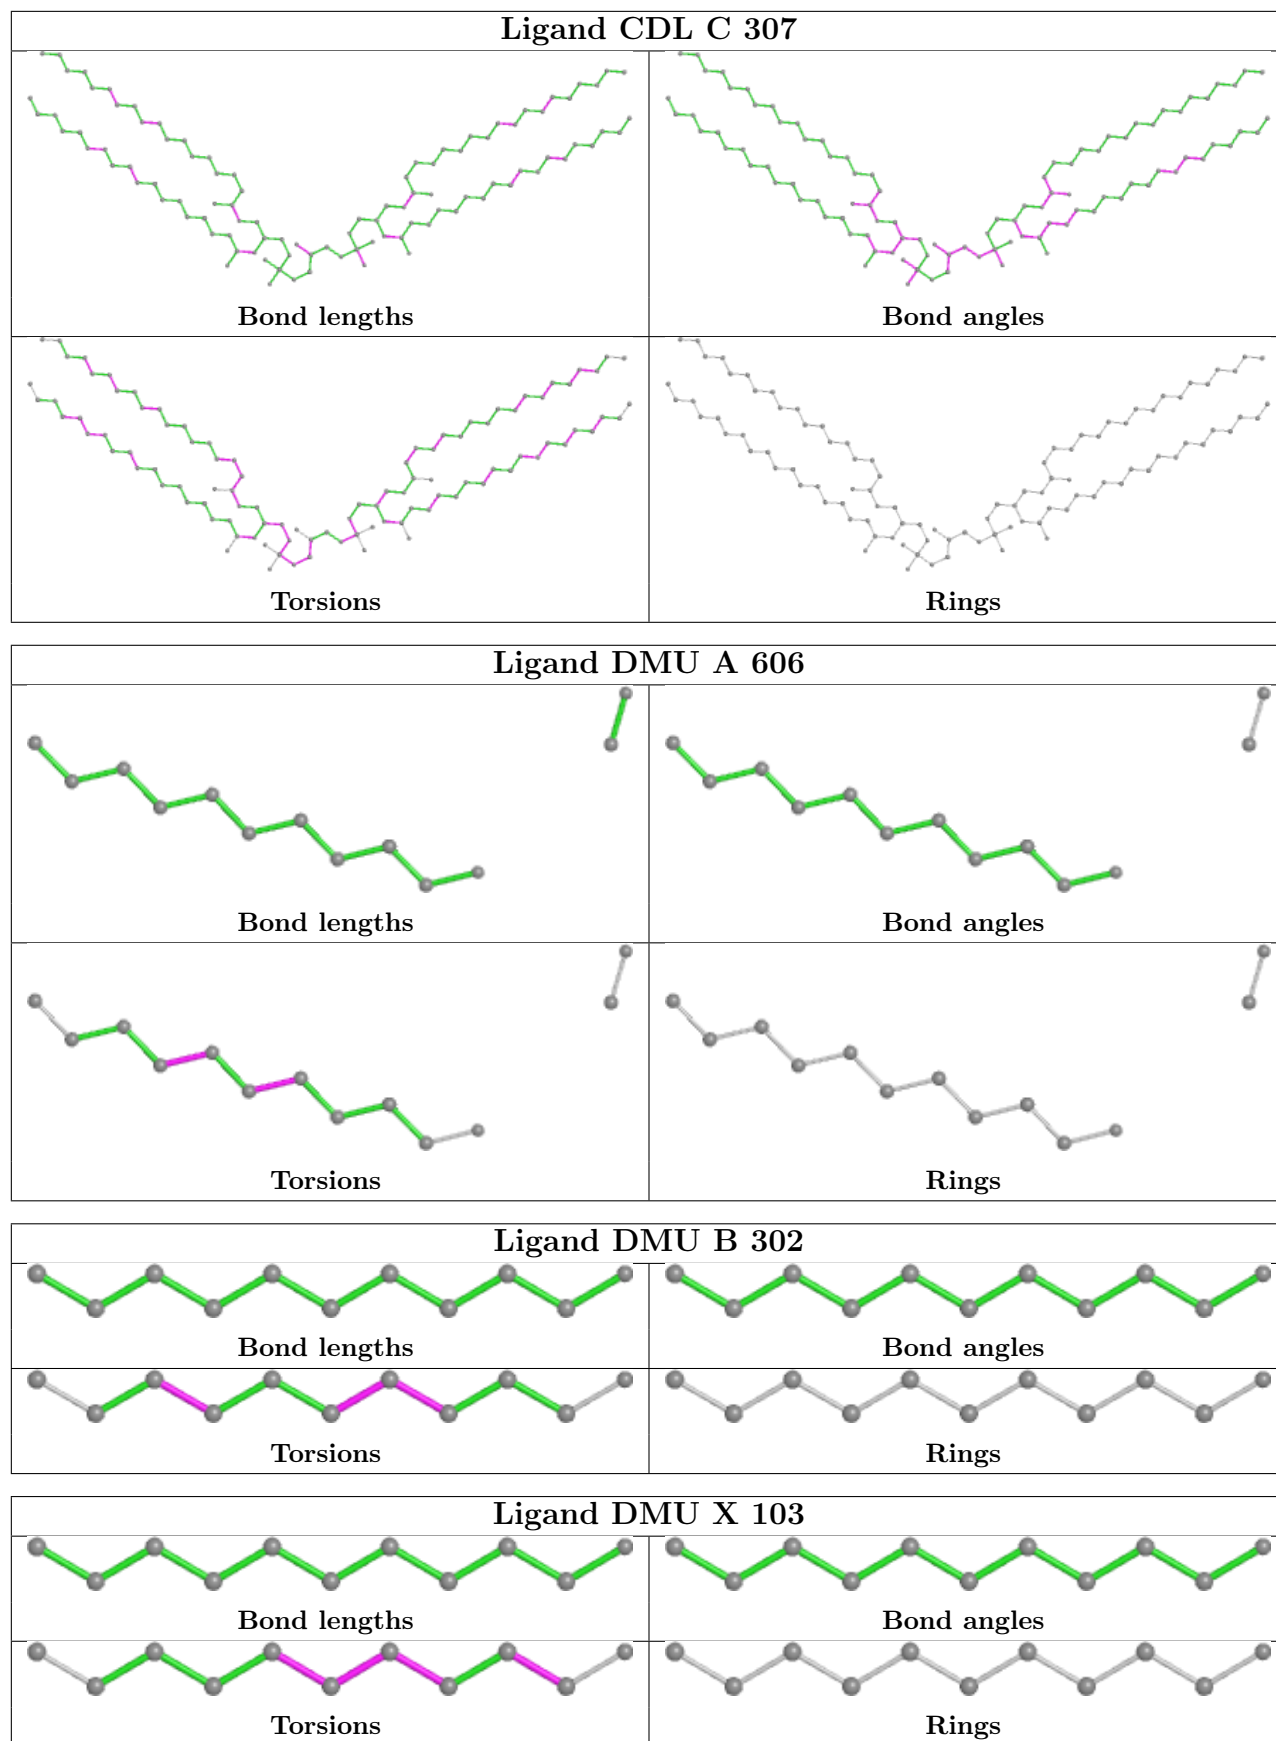 Ligand CDL C 307
Bond lengths
Bond angles
Torsions
Rings
Ligand DMU A 606
Bond lengths
Bond angles
Torsions
Rings
Ligand DMU B 302
Bond lengths
Bond angles
Torsions
Rings
Ligand DMU X 103
Bond lengths
Bond angles
Torsions
Rings